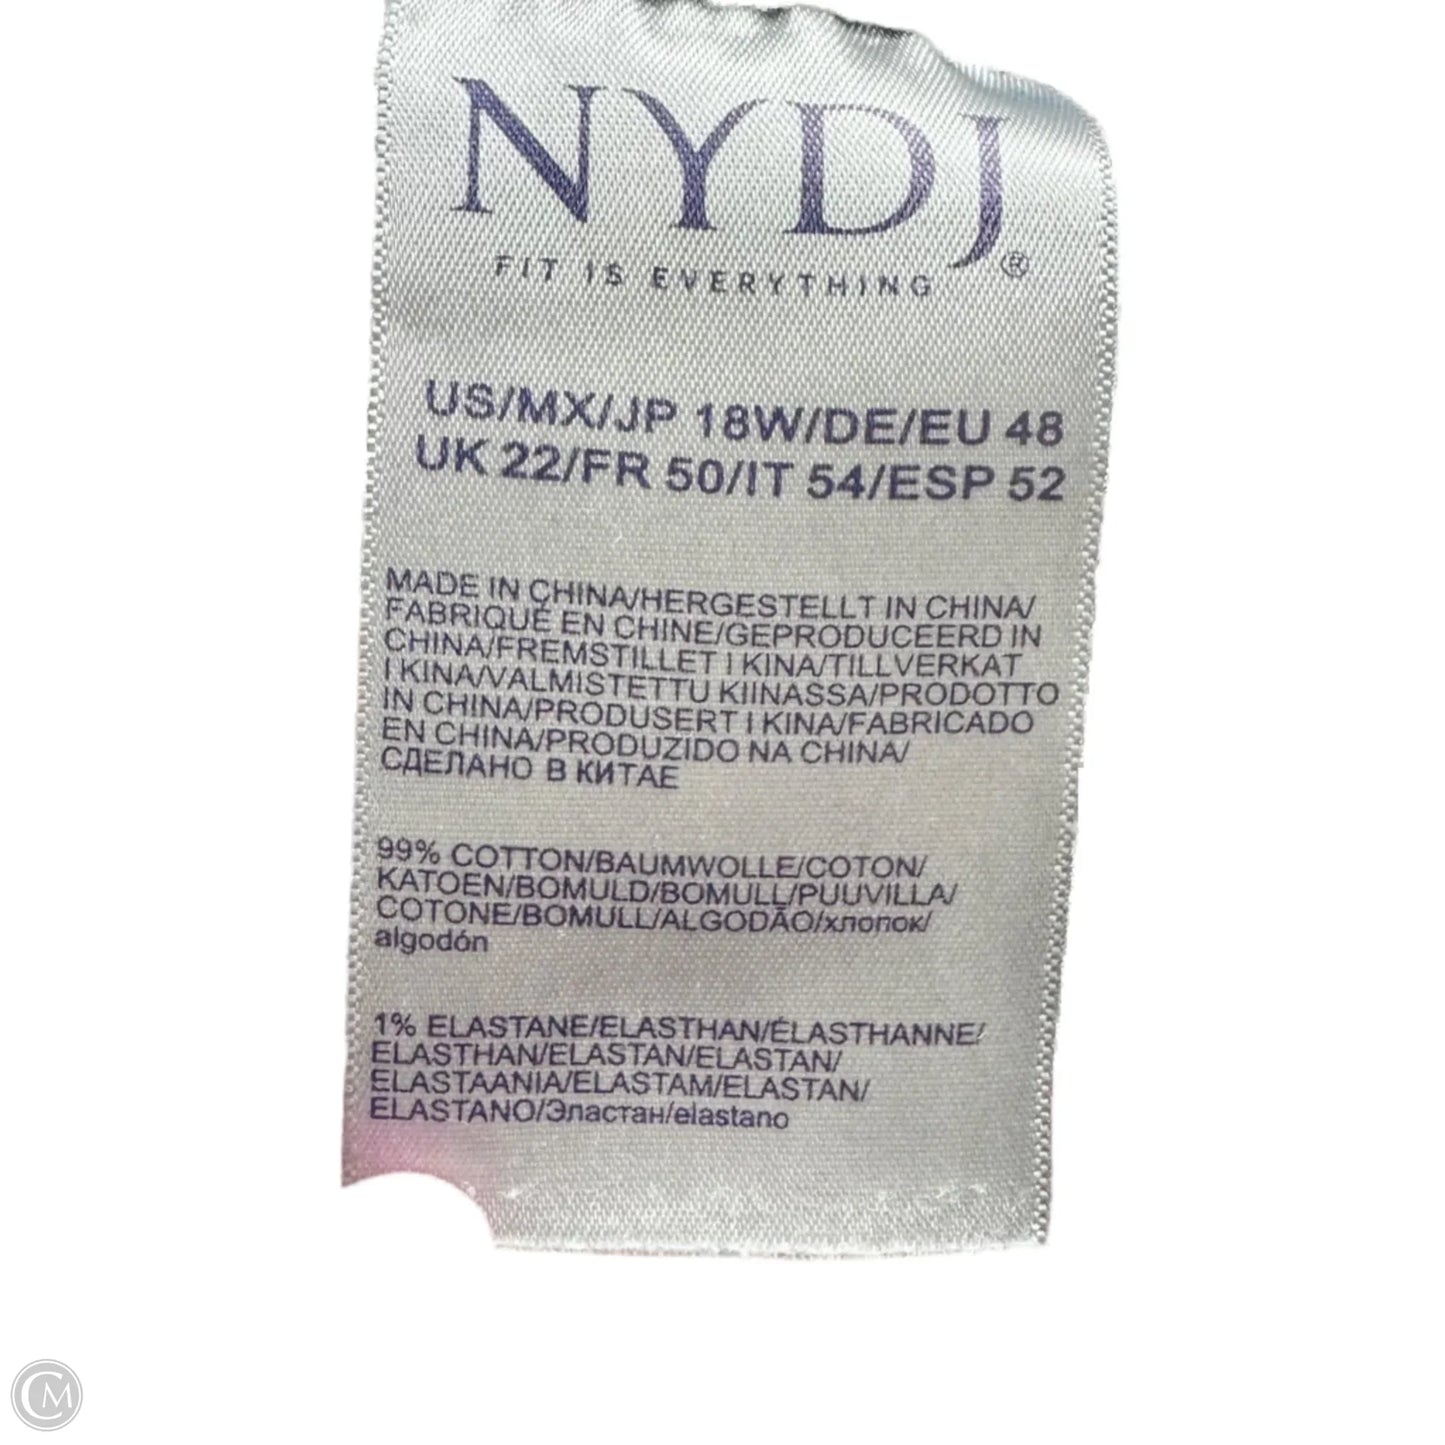 NYDJ®
FIT IS EVERYTHING
US/MX/JP 18W/DE/EU 48
UK 22/FR 50/IT 54/ESP 52
MADE IN CHINA/HERGESTELLT IN CHINA/
FABRIQUÉ EN CHINE/GEPRODUCEERD IN
CHINA/FREMSTILLET I KINA/TILLVERKAT
I KINA/VALMISTETTU KIINASSA/PRODOTTO
IN CHINA/PRODUSERT I KINA/FABRICADO
EN CHINA/PRODUZIDO NA CHINA/
СДЕЛАНО В КИТАЕ
99% COTTON/BAUMWOLLE/COTON/
KATOEN/BOMULD/BOMULL/PUUVILLA/
COTONE/BOMULL/ALGODÃO/хлопок/
algodón
1% ELASTANE/ELASTHAN/ÉLASTHANNE/
ELASTHAN/ELASTAN/ELASTAN/
ELASTAANIA/ELASTAM/ELASTAN/
ELASTANO/Эластан/elastano
CM